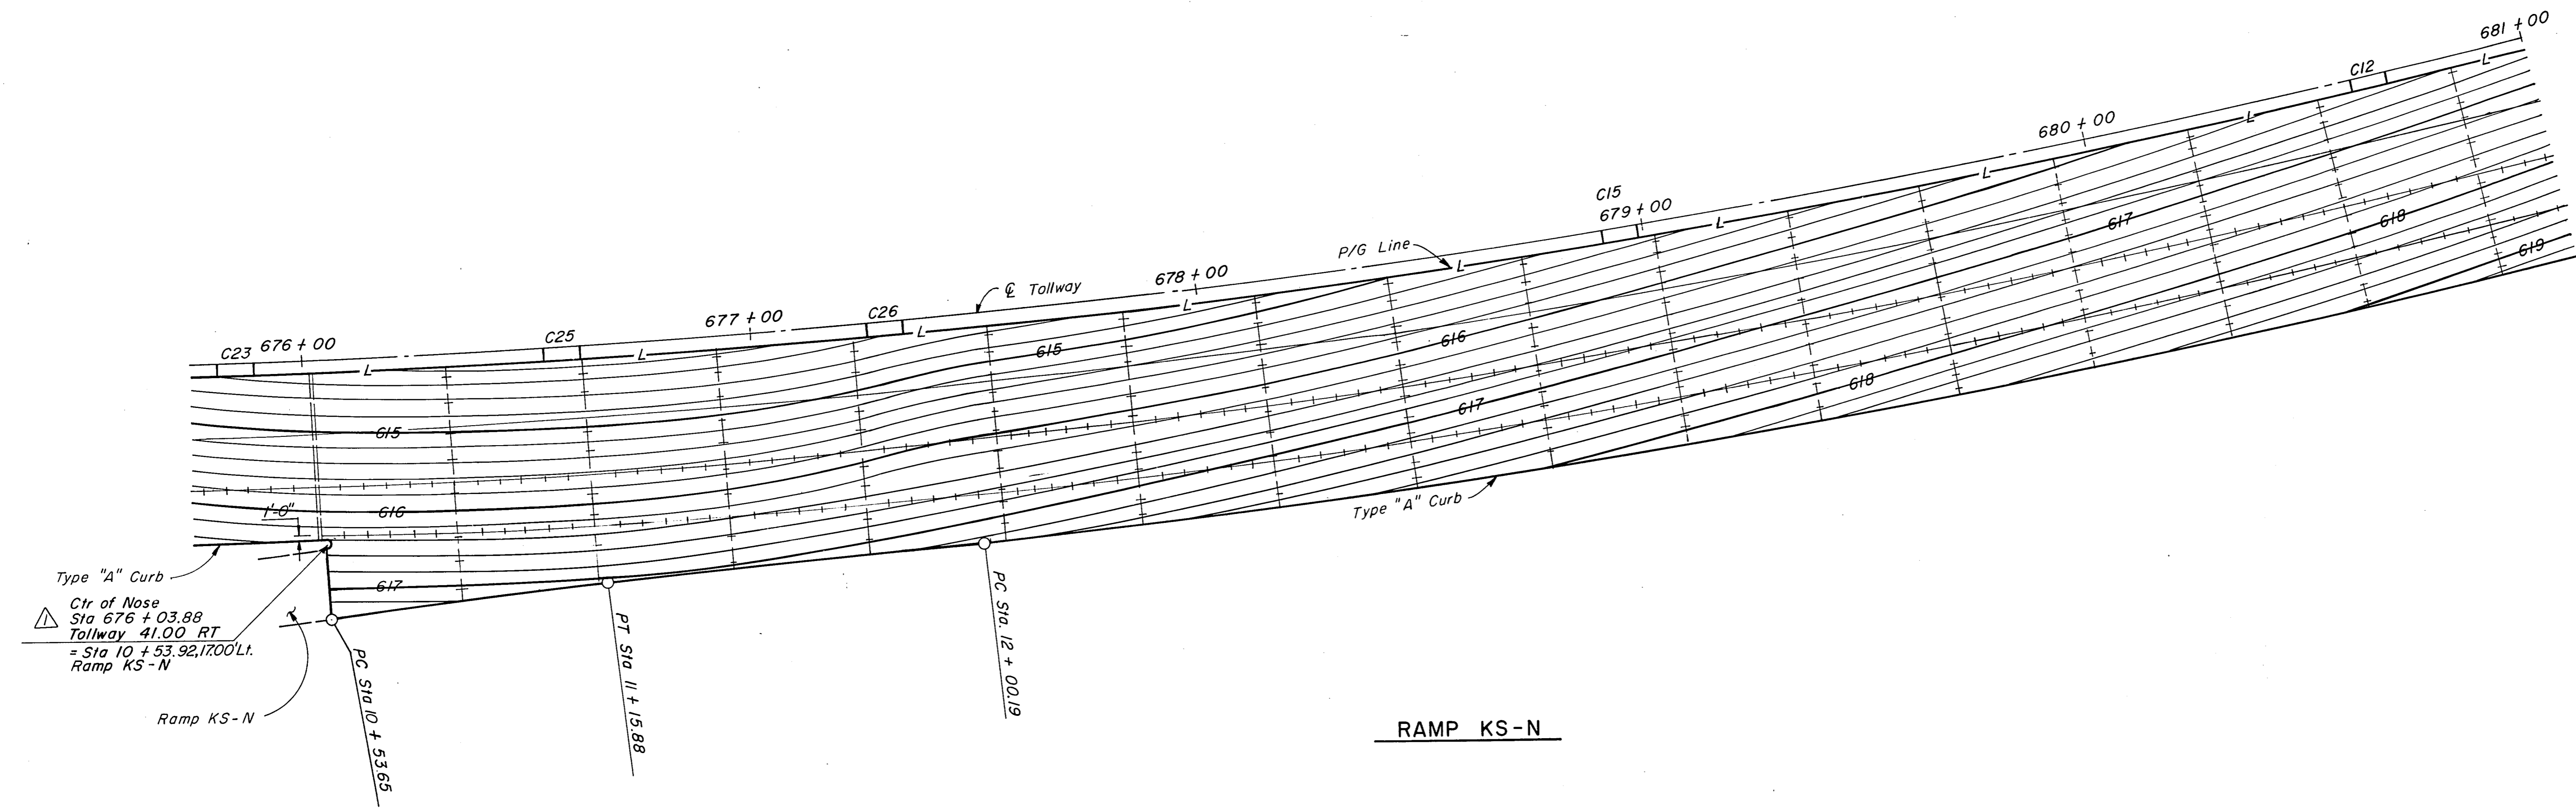 681 + 00
C12
680 + 00
C15
679 + 00
P/G Line
L
L
L
L
L
L
L
L
L
678 + 00
℄ Tollway
C26
677 + 00
C25
C23
676 + 00
615
615
616
616
617
617
617
618
618
619
1'-0"
Type "A" Curb
Type "A" Curb
1
Ctr of Nose
Sta 676 + 03.88
Tollway 41.00 RT
= Sta 10 + 53.92, 17.00' Lt.
Ramp KS-N
Ramp KS-N
PC Sta 10 + 53.65
PT Sta 11 + 15.88
PC Sta. 12 + 00.19
RAMP KS-N